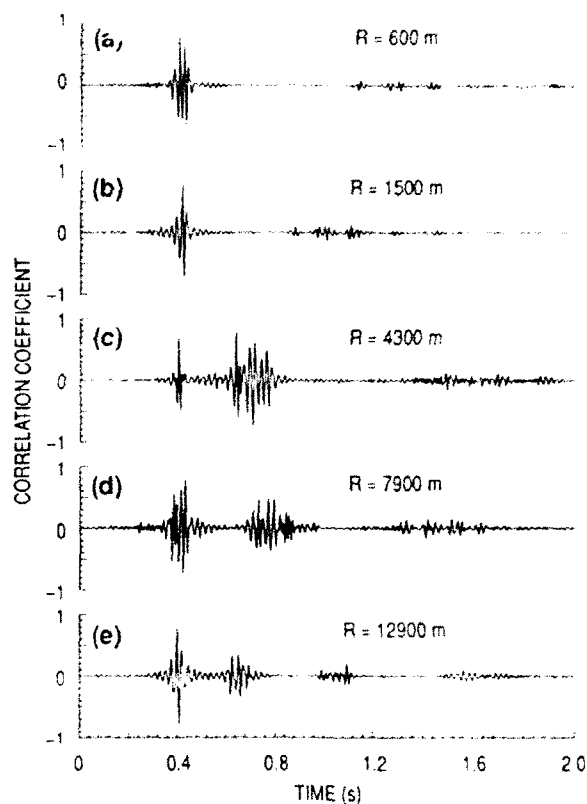 CORRELATION COEFFICIENT
1
(a)
R = 600 m
0
-1
1
(b)
R = 1500 m
0
-1
1
(c)
R = 4300 m
0
-1
1
(d)
R = 7900 m
0
-1
1
(e)
R = 12900 m
0
-1
0 0.4 0.8 1.2 1.6 2.0
TIME (s)